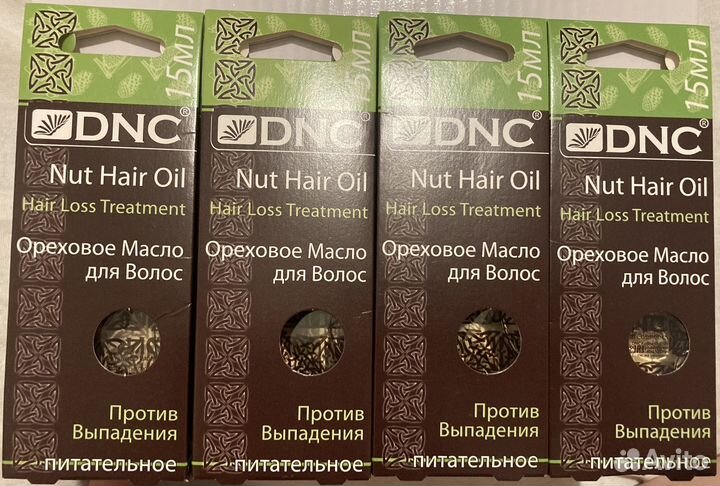 15мл
DNC®
Nut Hair Oil
Hair Loss Treatment
Ореховое Масло
для Волос
Против
Выпадения
питательное
15мл
DNC®
Nut Hair Oil
Hair Loss Treatment
Ореховое Масло
для Волос
Против
Выпадения
питательное
15мл
DNC®
Nut Hair Oil
Hair Loss Treatment
Ореховое Масло
для Волос
Против
Выпадения
питательное
15мл
DNC®
Nut Hair Oil
Hair Loss Treatment
Ореховое Масло
для Волос
Против
Выпадения
питательное
Avito